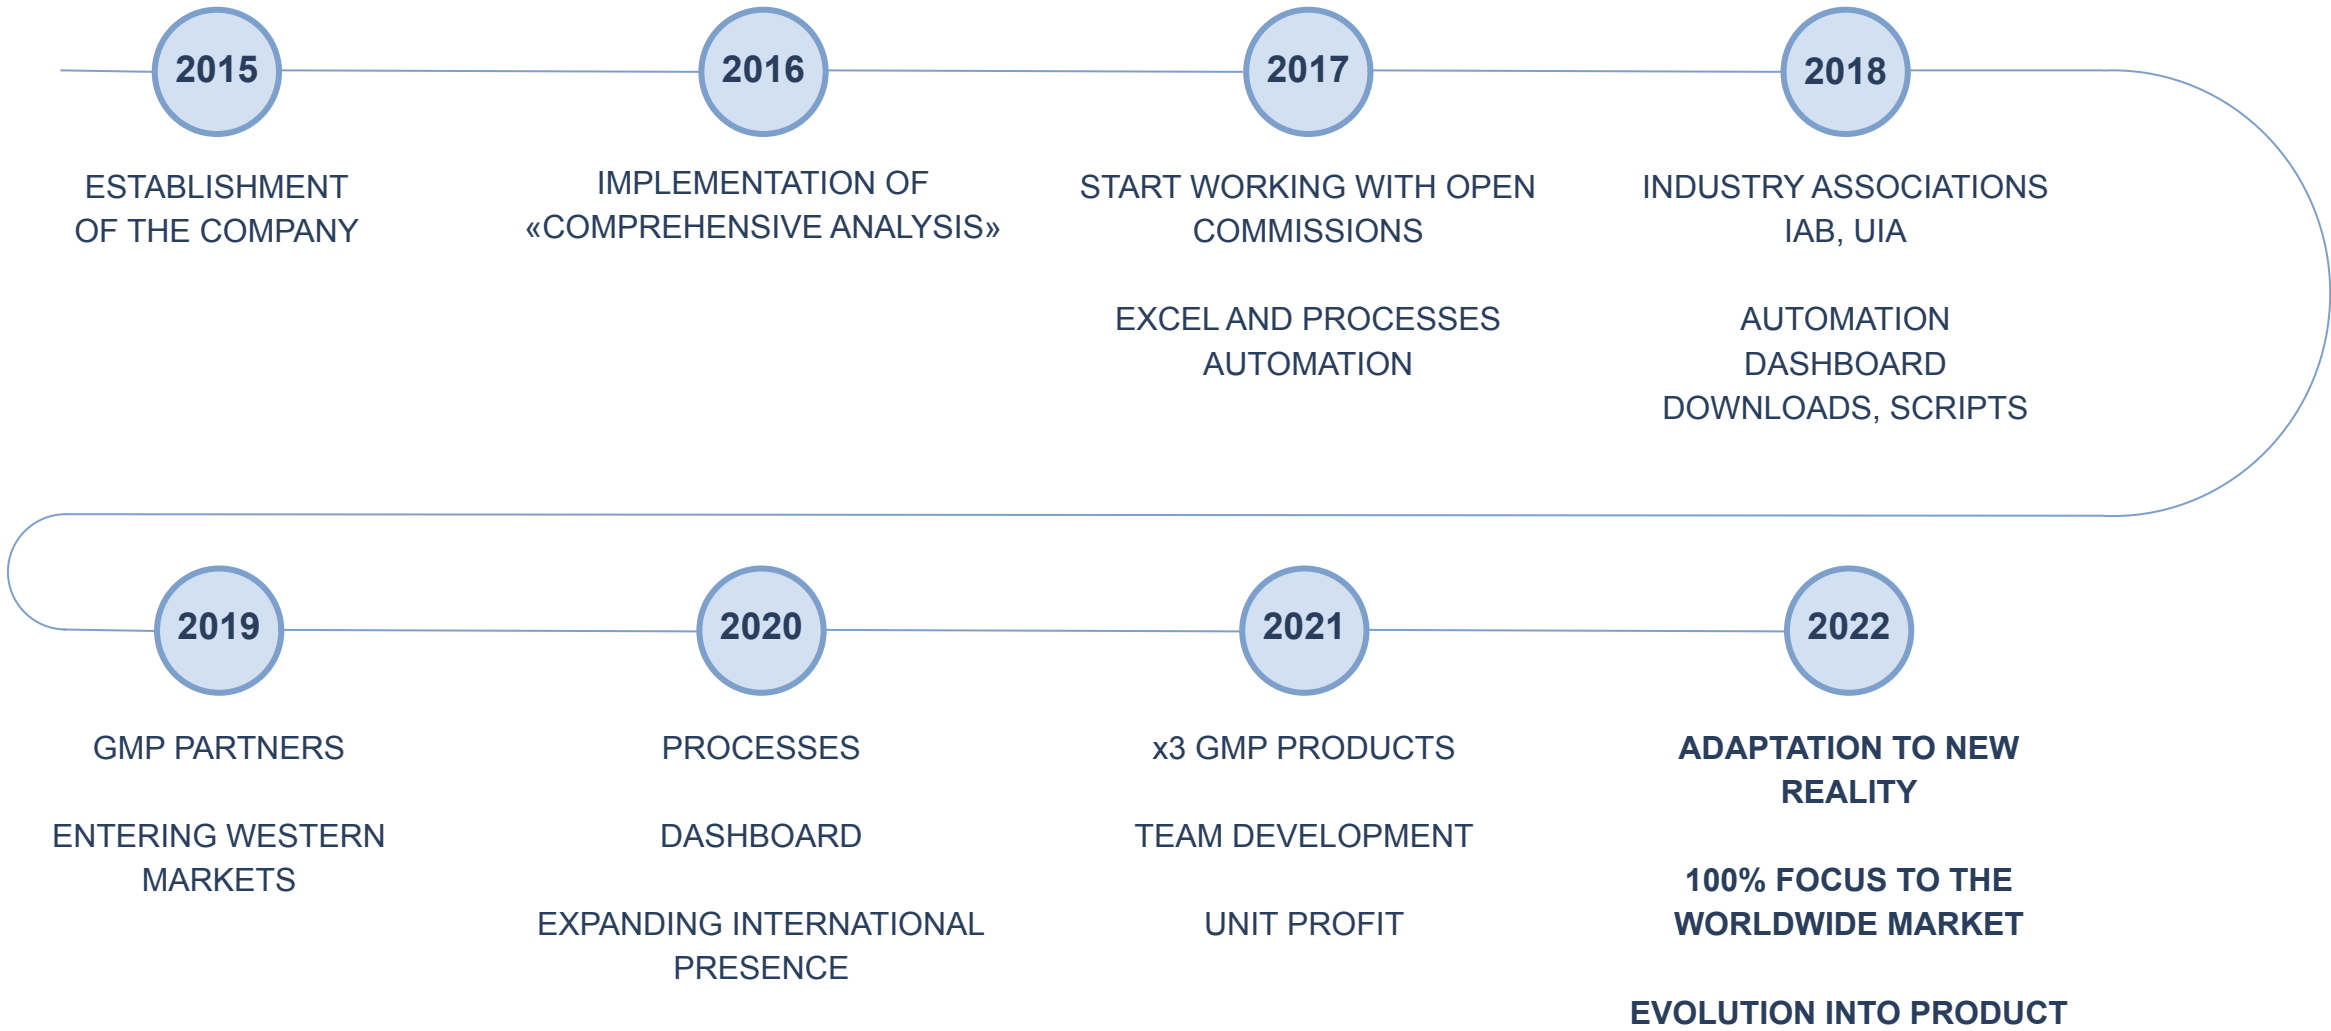 2015
ESTABLISHMENT
OF THE COMPANY
2016
IMPLEMENTATION OF
«COMPREHENSIVE ANALYSIS»
2017
START WORKING WITH OPEN
COMMISSIONS
EXCEL AND PROCESSES
AUTOMATION
2018
INDUSTRY ASSOCIATIONS
IAB, UIA
AUTOMATION
DASHBOARD
DOWNLOADS, SCRIPTS
2019
GMP PARTNERS
ENTERING WESTERN
MARKETS
2020
PROCESSES
DASHBOARD
EXPANDING INTERNATIONAL
PRESENCE
2021
x3 GMP PRODUCTS
TEAM DEVELOPMENT
UNIT PROFIT
2022
ADAPTATION TO NEW
REALITY
100% FOCUS TO THE
WORLDWIDE MARKET
EVOLUTION INTO PRODUCT